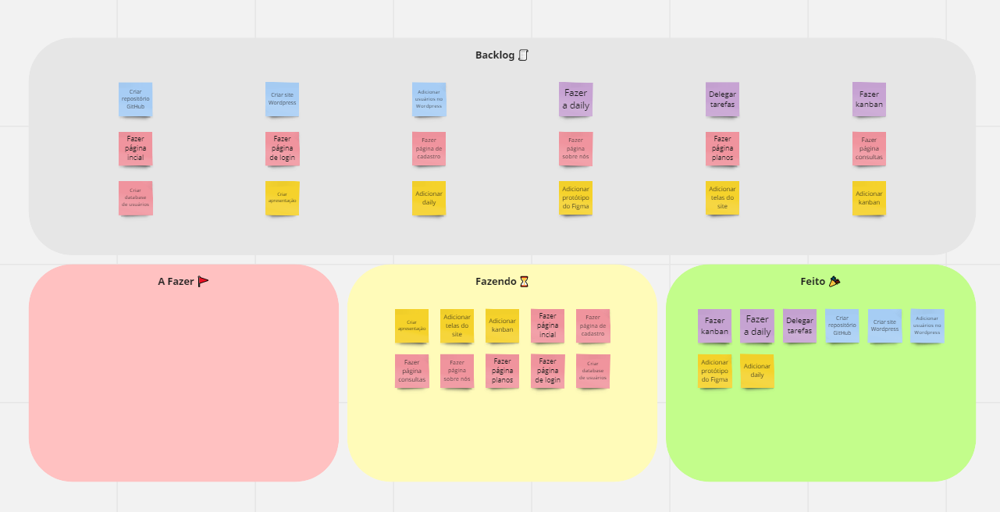 Backlog
Criar
repositório
GitHub
Criar site
Wordpress
Adicionar
usuários no
Wordpress
Fazer
a daily
Delegar
tarefas
Fazer
kanban
Fazer
página
incial
Fazer
página
de login
Fazer
página de
cadastro
Fazer
página
sobre nós
Fazer
página
planos
Fazer
página
consultas
Criar
database
de usuários
Criar
apresentação
Adicionar
daily
Adicionar
protótipo
do Figma
Adicionar
telas do
site
Adicionar
kanban
A Fazer
Fazendo
Criar
apresentação
Adicionar
telas do
site
Adicionar
kanban
Fazer
página
incial
Fazer
página de
cadastro
Fazer
página
consultas
Fazer
página
sobre nós
Fazer
página
planos
Fazer
página
de login
Criar
database
de usuários
Feito
Fazer
kanban
Fazer
a daily
Delegar
tarefas
Criar
repositório
GitHub
Criar site
Wordpress
Adicionar
usuários no
Wordpress
Adicionar
protótipo
do Figma
Adicionar
daily